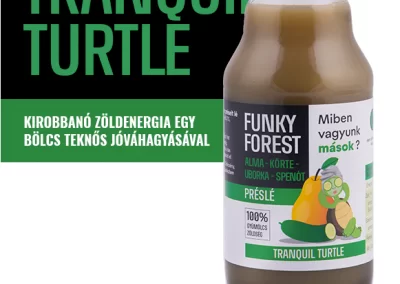 TRANQUIL
TURTLE
KIROBBANÓ ZÖLDENERGIA EGY
BÖLCS TEKNŐS JÓVÁHAGYÁSÁVAL
FUNKY
FOREST
ALMA - KÖRTE -
UBORKA - SPENÓT
PRÉSLÉ
100%
GYÜMÖLCS
ZÖLDSÉG
Miben
vagyunk
mások?
TRANQUIL TURTLE